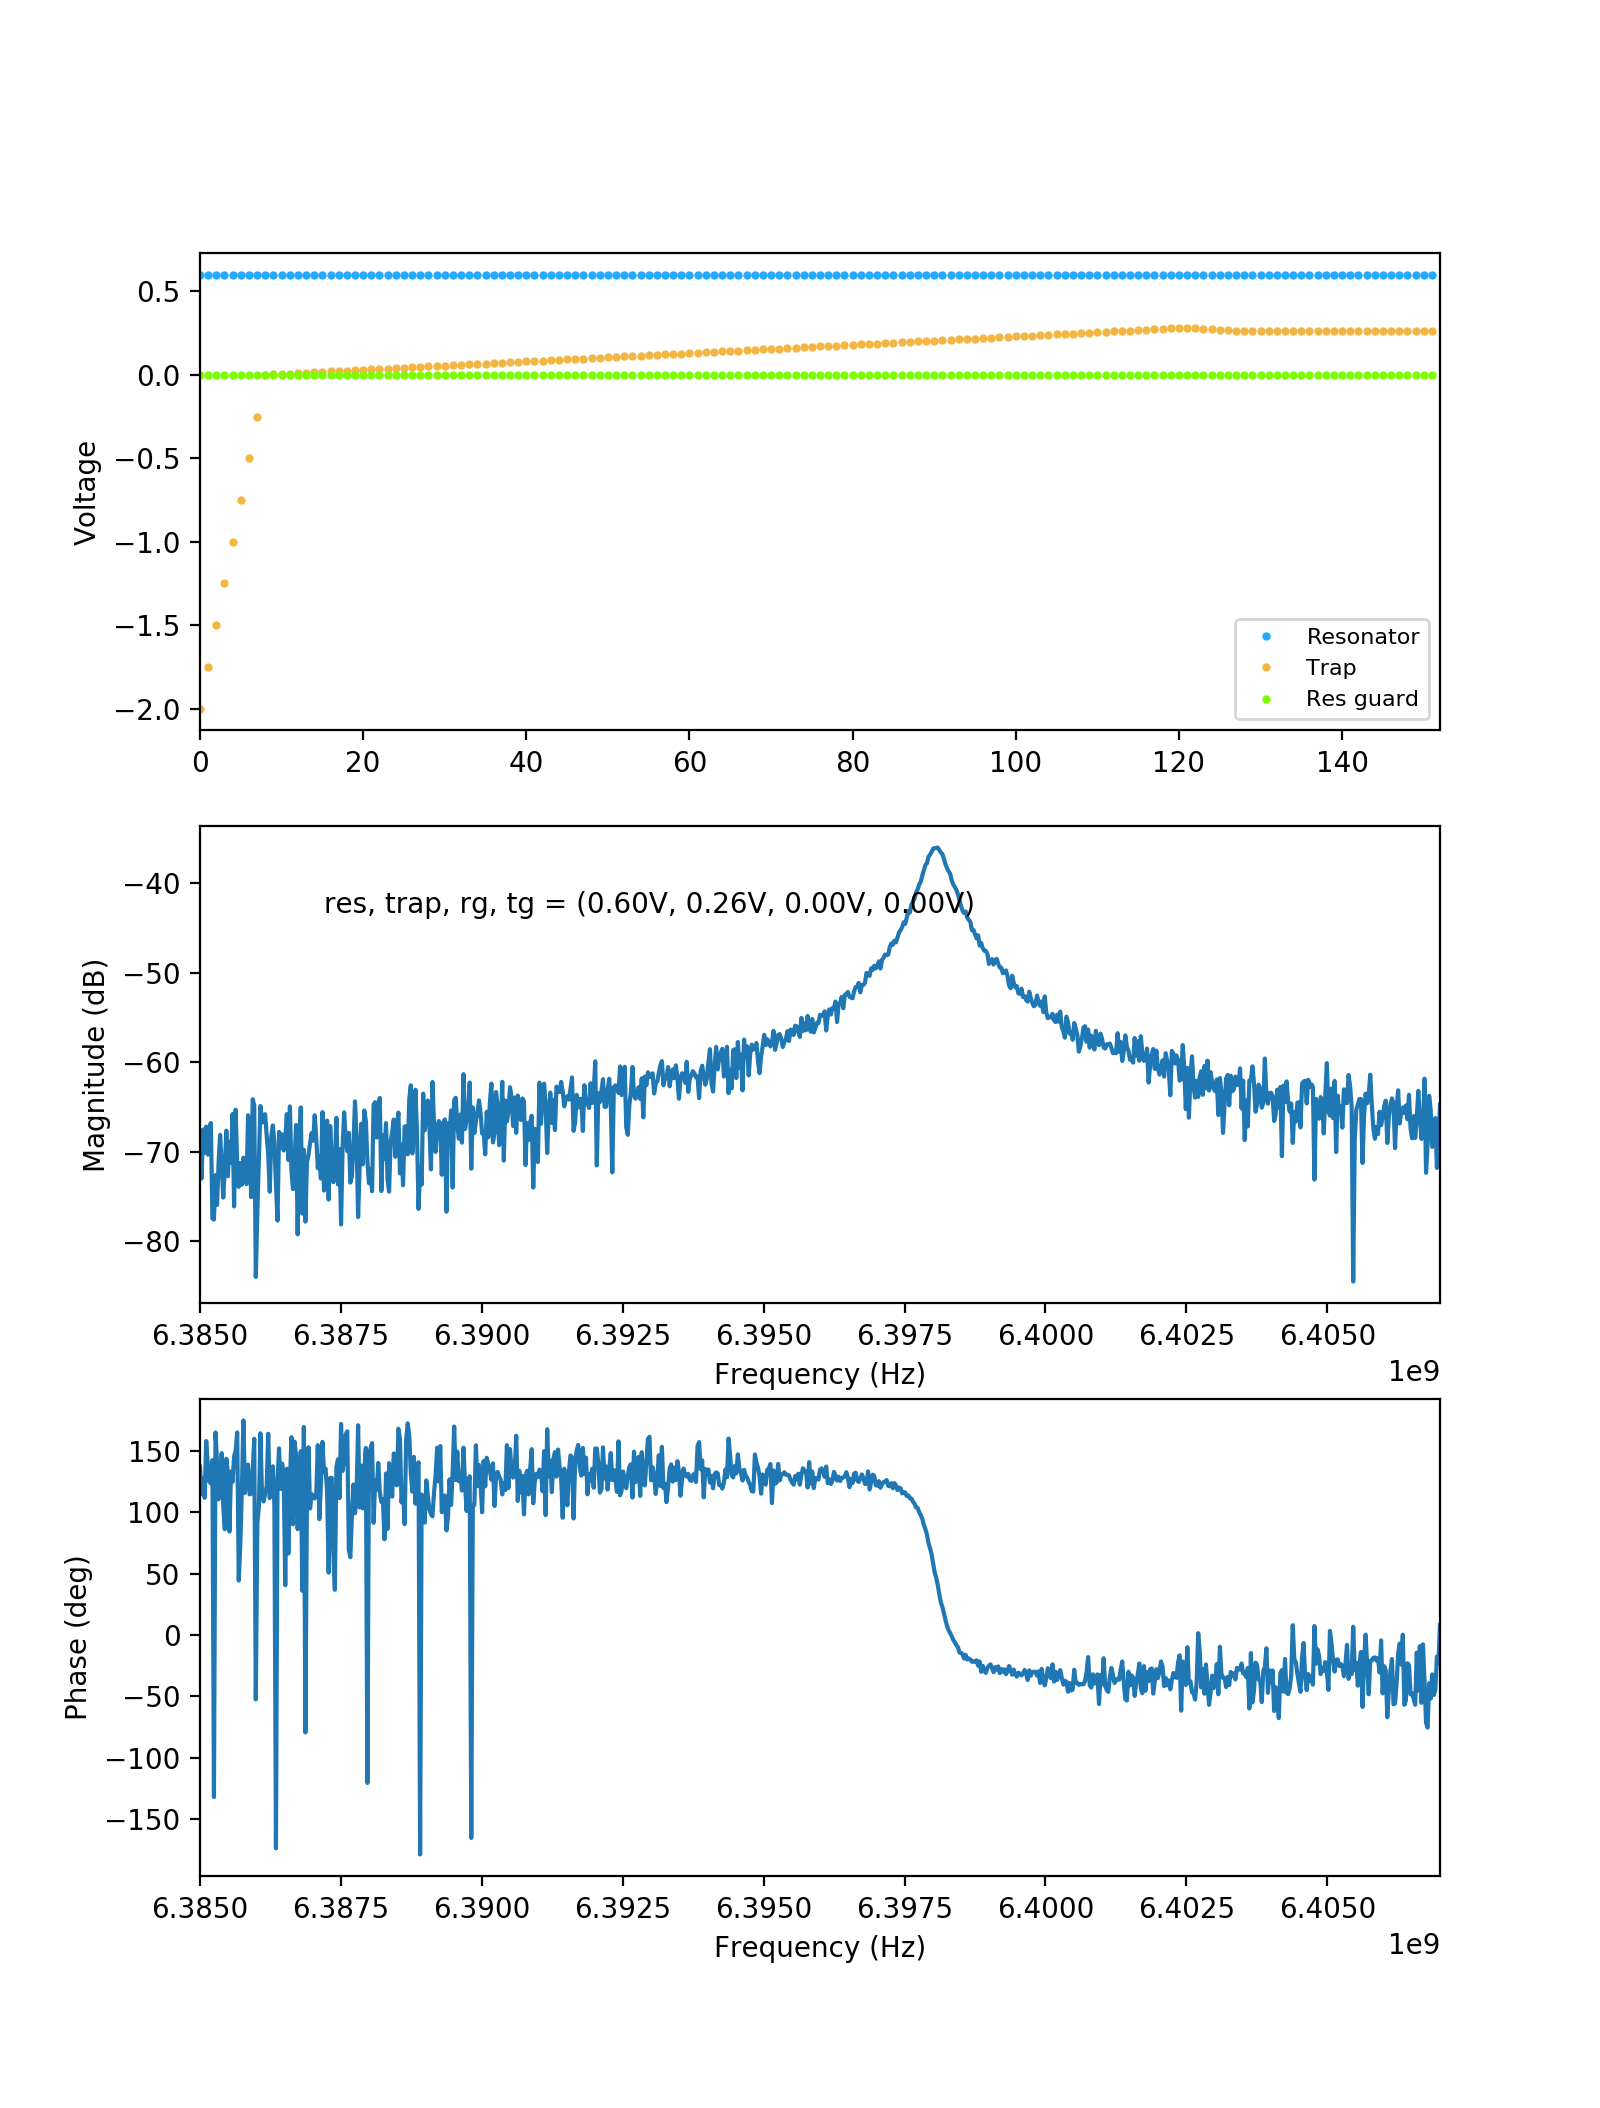 0.5
0.0
−0.5
−1.0
−1.5
−2.0
Voltage
Resonator
Trap
Res guard
0 20 40 60 80 100 120 140
−40
−50
−60
−70
−80
Magnitude (dB)
res, trap, rg, tg = (0.60V, 0.26V, 0.00V, 0.00V)
6.3850 6.3875 6.3900 6.3925 6.3950 6.3975 6.4000 6.4025 6.4050
1e9
Frequency (Hz)
150
100
50
0
−50
−100
−150
Phase (deg)
6.3850 6.3875 6.3900 6.3925 6.3950 6.3975 6.4000 6.4025 6.4050
1e9
Frequency (Hz)